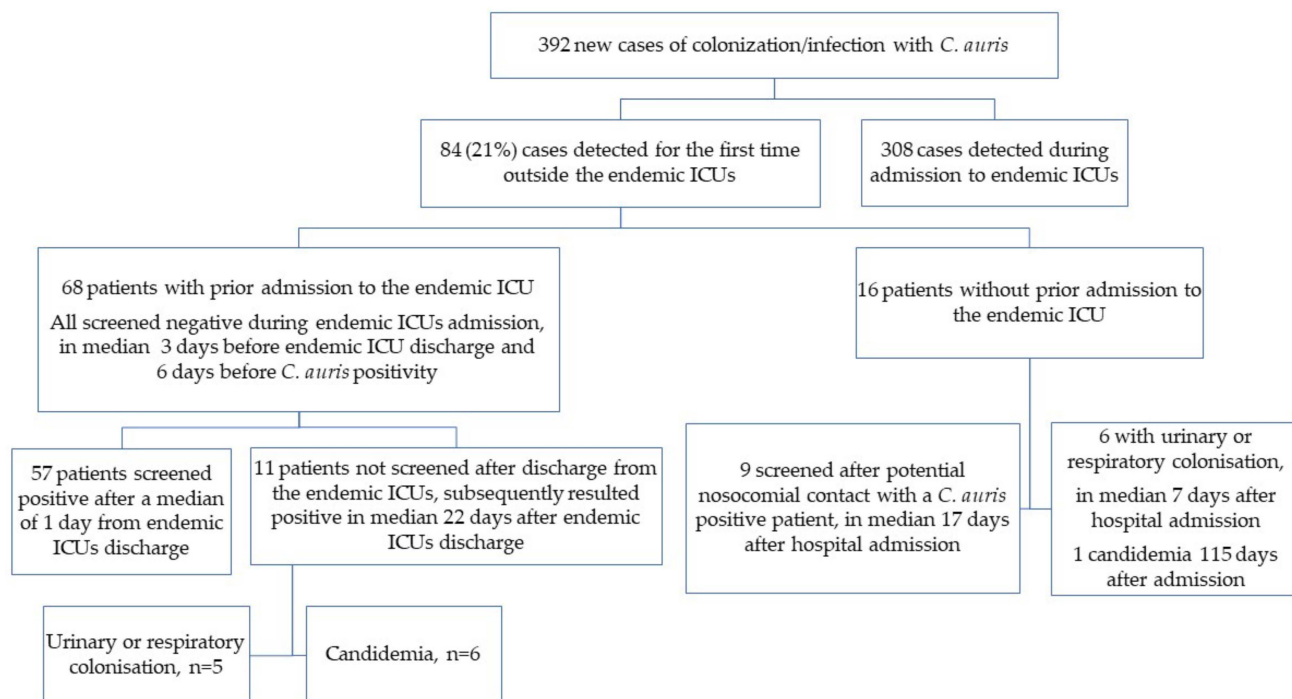 392 new cases of colonization/infection with C. auris
84 (21%) cases detected for the first time
outside the endemic ICUs
308 cases detected during
admission to endemic ICUs
68 patients with prior admission to the endemic ICU
All screened negative during endemic ICUs admission,
in median 3 days before endemic ICU discharge and
6 days before C. auris positivity
16 patients without prior admission to
the endemic ICU
57 patients screened
positive after a median
of 1 day from endemic
ICUs discharge
11 patients not screened after discharge from
the endemic ICUs, subsequently resulted
positive in median 22 days after endemic
ICUs discharge
9 screened after potential
nosocomial contact with a C. auris
positive patient, in median 17 days
after hospital admission
6 with urinary or
respiratory colonisation,
in median 7 days after
hospital admission
1 candidemia 115 days
after admission
Urinary or respiratory
colonisation, n=5
Candidemia, n=6